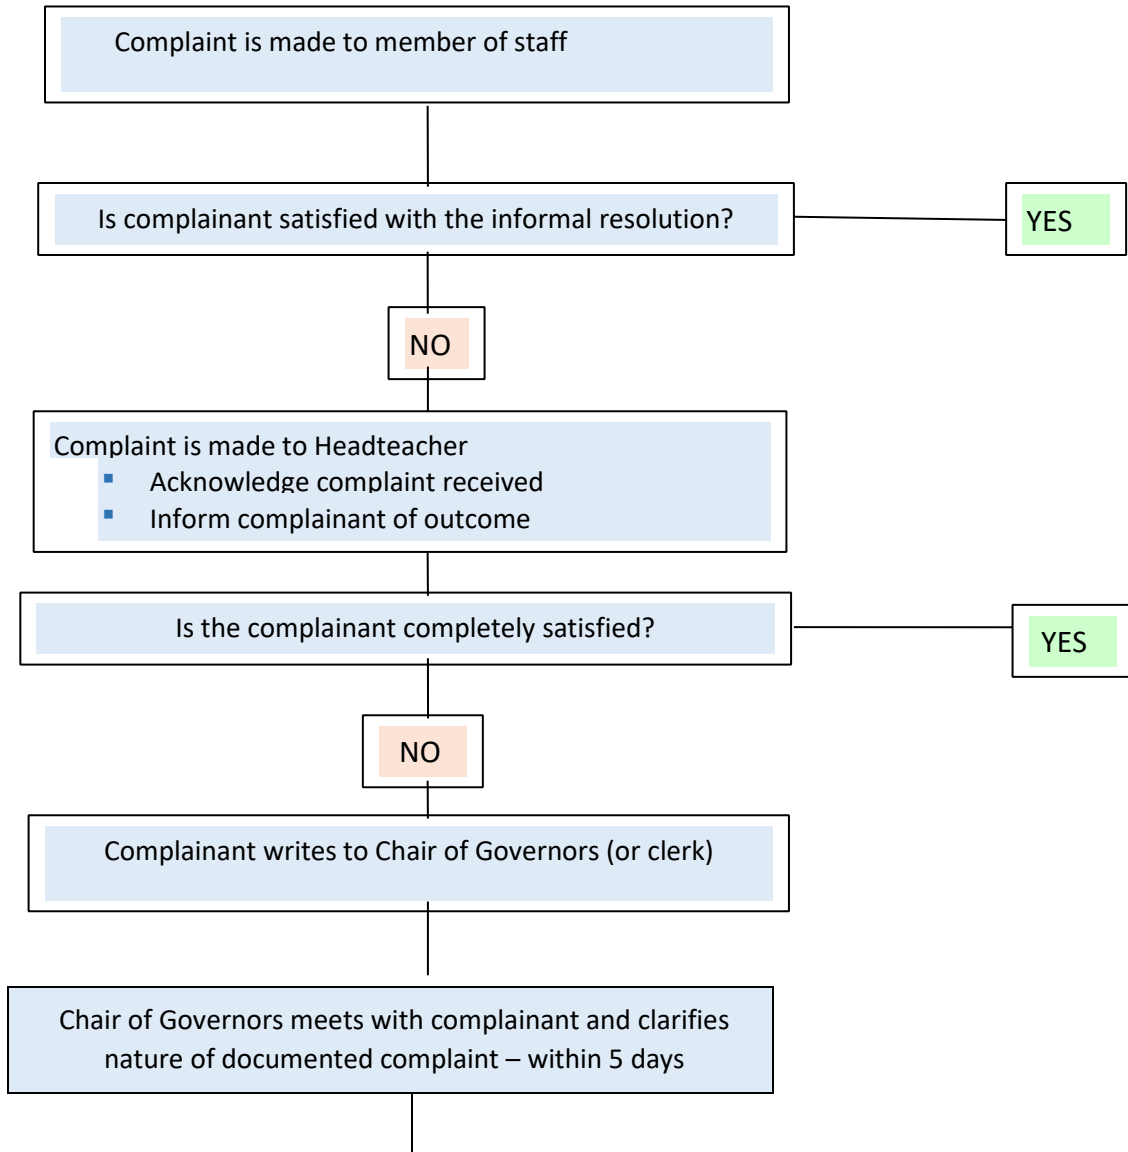 Complaint is made to member of staff
Is complainant satisfied with the informal resolution?
YES
NO
Complaint is made to Headteacher
▪ Acknowledge complaint received
▪ Inform complainant of outcome
Is the complainant completely satisfied?
YES
NO
Complainant writes to Chair of Governors (or clerk)
Chair of Governors meets with complainant and clarifies
nature of documented complaint – within 5 days